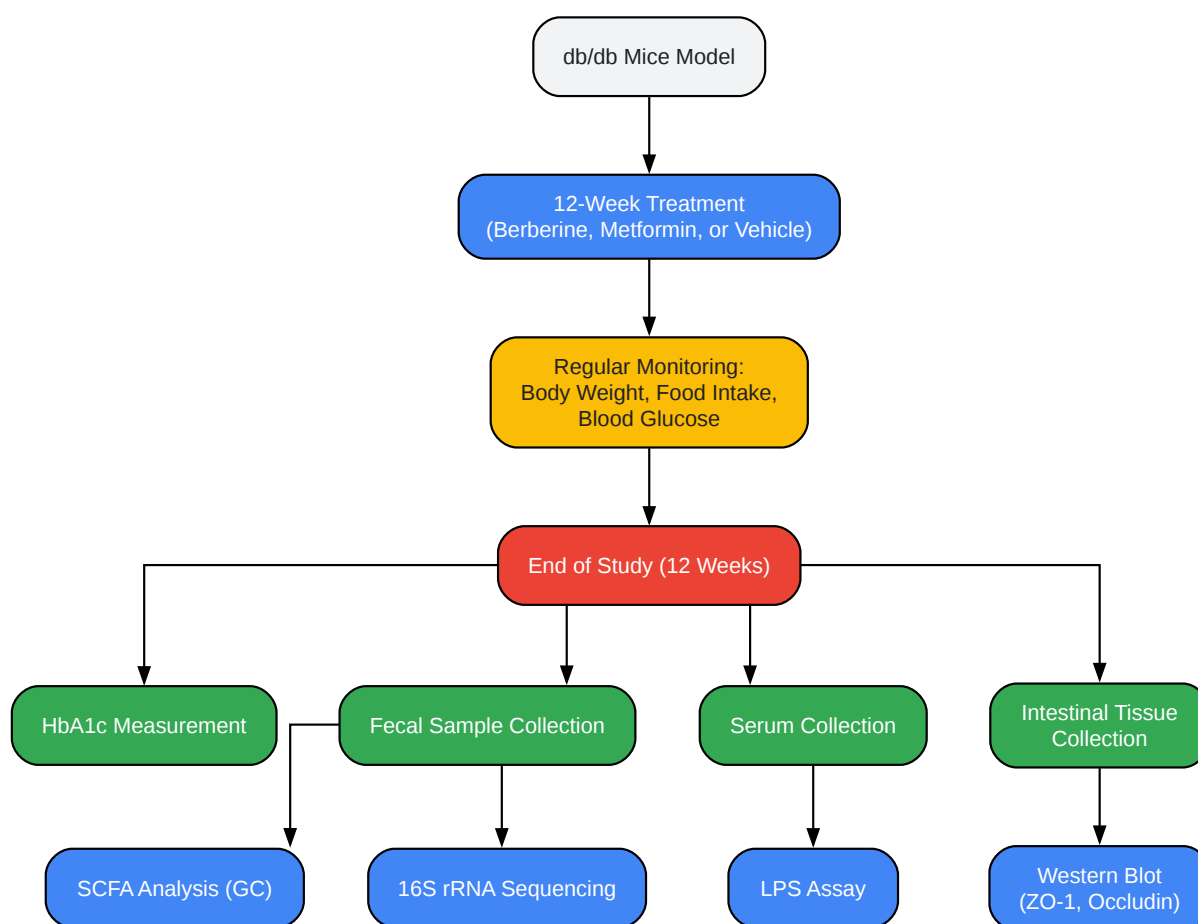 db/db Mice Model
12-Week Treatment
(Berberine, Metformin, or Vehicle)
Regular Monitoring:
Body Weight, Food Intake,
Blood Glucose
End of Study (12 Weeks)
HbA1c Measurement
Fecal Sample Collection
Serum Collection
Intestinal Tissue
Collection
SCFA Analysis (GC)
16S rRNA Sequencing
LPS Assay
Western Blot
(ZO-1, Occludin)